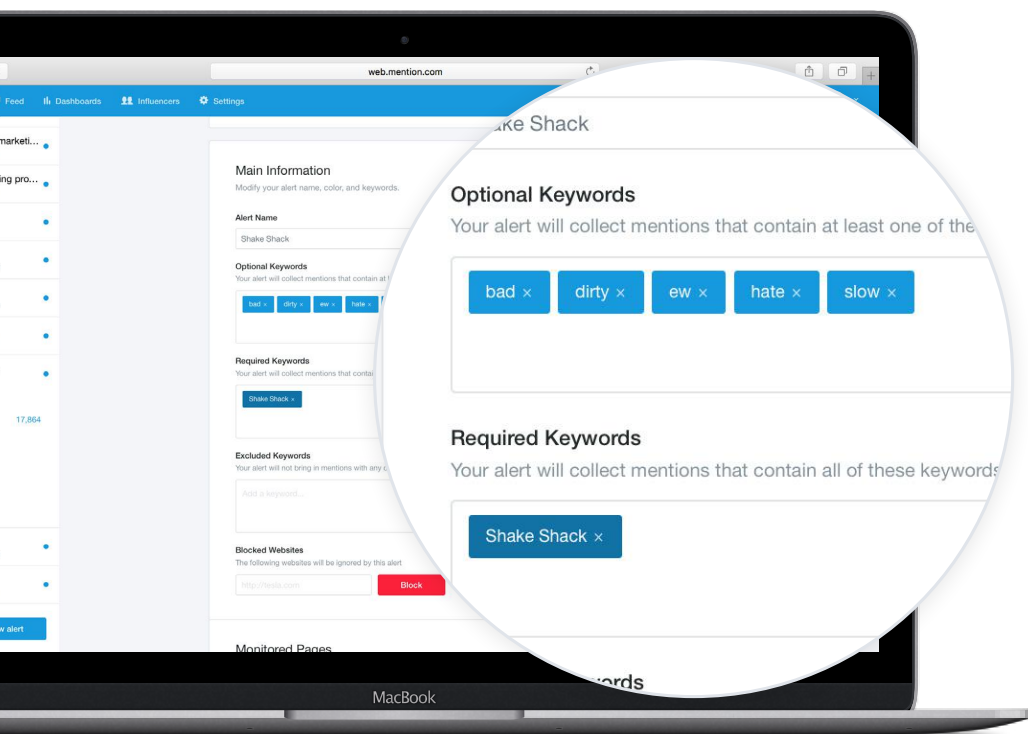 web.mention.com
Feed
Dashboards
Influencers
Settings
marketi...
ing pro...
17,864
w alert
Main Information
Modify your alert name, color, and keywords.
Alert Name
Shake Shack
Optional Keywords
Your alert will collect mentions that contain at
bad ×
dirty ×
ew ×
hate ×
Required Keywords
Your alert will collect mentions that contai
Shake Shack ×
Excluded Keywords
Your alert will not bring in mentions with any
Add a keyword...
Blocked Websites
The following websites will be ignored by this alert
Block
Monitored Pages
ake Shack
Optional Keywords
Your alert will collect mentions that contain at least one of the
bad ×
dirty ×
ew ×
hate ×
slow ×
Required Keywords
Your alert will collect mentions that contain all of these keywords
Shake Shack ×
words
MacBook